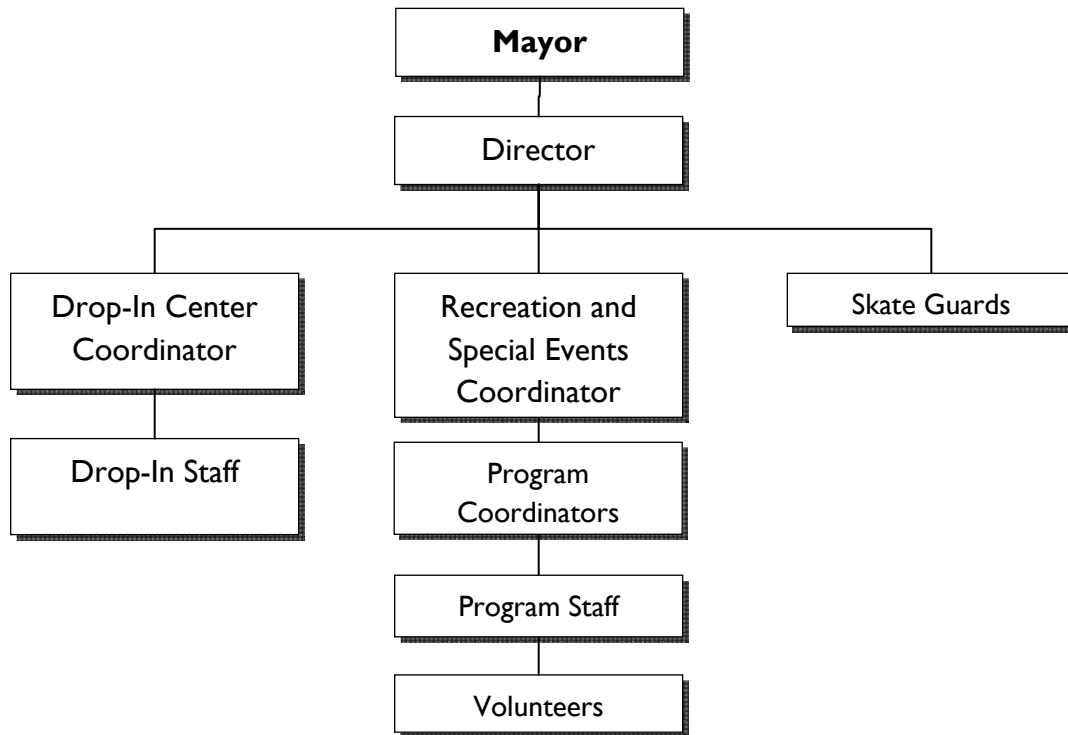 Mayor
Director
Drop-In Center
Coordinator
Recreation and
Special Events
Coordinator
Skate Guards
Drop-In Staff
Program
Coordinators
Program Staff
Volunteers